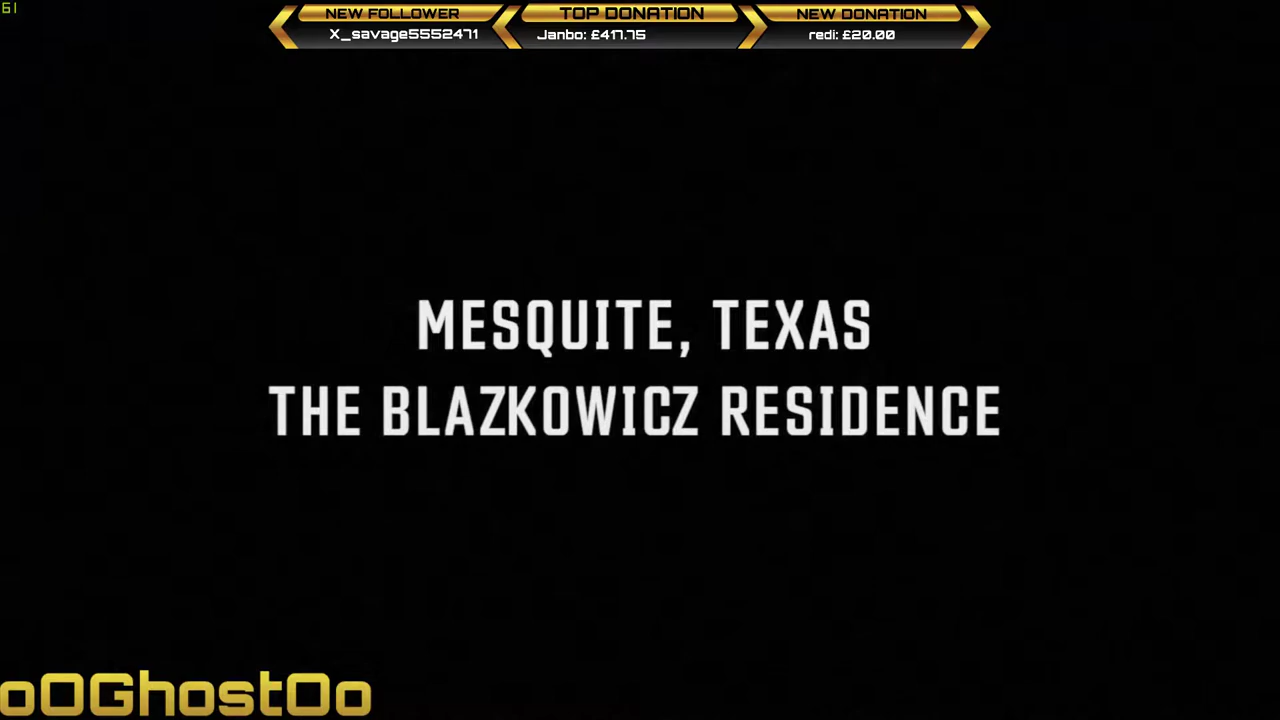 61
NEW FOLLOWER
X_savage5552471
TOP DONATION
Janbo: £417.75
NEW DONATION
redi: £20.00
MESQUITE, TEXAS
THE BLAZKOWICZ RESIDENCE
oOGhostOo